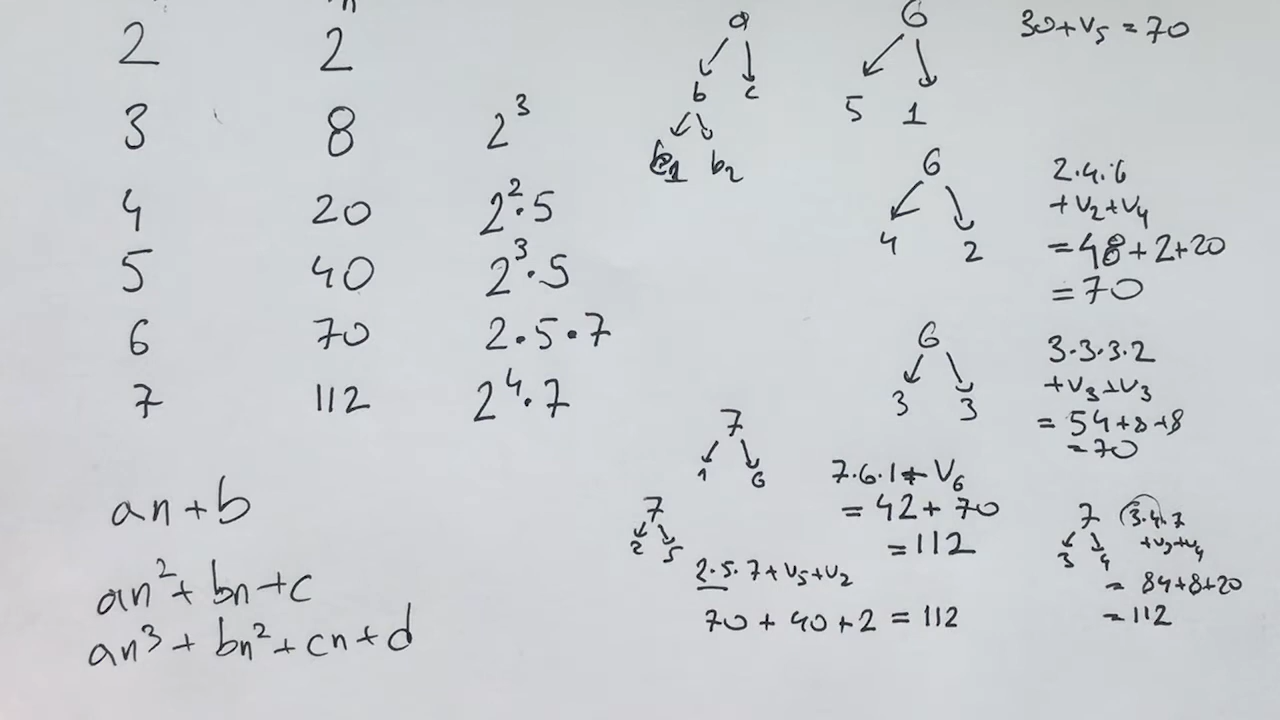 2 2
3 8 2³
4 20 2²·5
5 40 2³·5
6 70 2·5·7
7 112 2⁴·7
an+b
an²+bn+c
an³+bn²+cn+d
a
b c
b₂
6
5 1
30+v₅=70
6
4 2
2·4·6
+v₂+v₄
=48+2+20
=70
6
3 3
3·3·3·2
+v₃+v₃
=54+8+8
=70
7
1 6
7·6·1+V₆
=42+70
=112
7
2 5
2·5·7+v₅+v₂
70+40+2=112
7
3 4
(3·4·7
+v₃+v₄
=84+8+20
=112